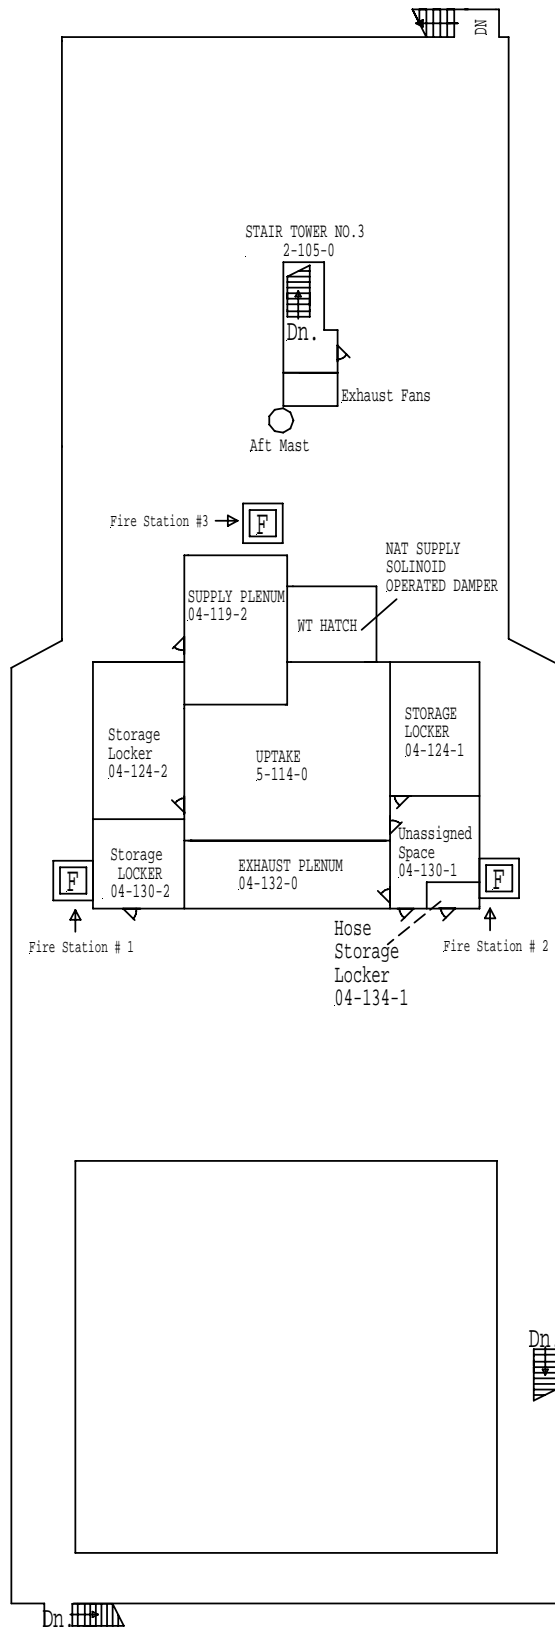 DN
STAIR TOWER NO.3
2-105-0
Dn.
Exhaust Fans
Aft Mast
Fire Station #3
F
NAT SUPPLY
SOLINOID
OPERATED DAMPER
SUPPLY PLENUM
04-119-2
WT HATCH
Storage
Locker
04-124-2
UPTAKE
5-114-0
STORAGE
LOCKER
04-124-1
Storage
LOCKER
04-130-2
EXHAUST PLENUM
04-132-0
Unassigned
Space
04-130-1
F
F
Fire Station # 1
Hose
Storage
Locker
04-134-1
Fire Station # 2
Dn.
Dn.